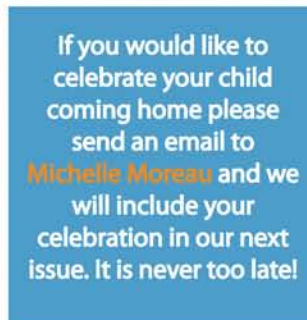 If you would like to
celebrate your child
coming home please
send an email to
Michelle Moreau and we
will include your
celebration in our next
issue. It is never too late!